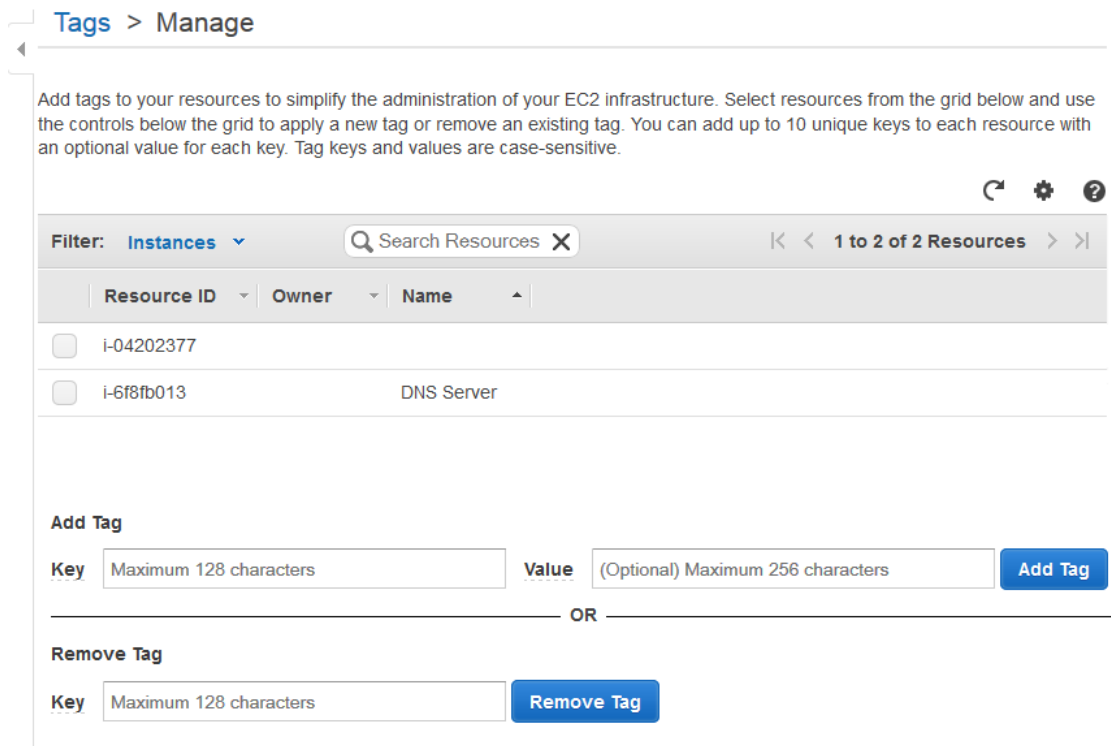 Tags > Manage
Add tags to your resources to simplify the administration of your EC2 infrastructure. Select resources from the grid below and use
the controls below the grid to apply a new tag or remove an existing tag. You can add up to 10 unique keys to each resource with
an optional value for each key. Tag keys and values are case-sensitive.
Filter: Instances Search Resources 1 to 2 of 2 Resources
Resource ID Owner Name
i-04202377
i-6f8fb013 DNS Server
Add Tag
Key Maximum 128 characters Value (Optional) Maximum 256 characters Add Tag
OR
Remove Tag
Key Maximum 128 characters Remove Tag